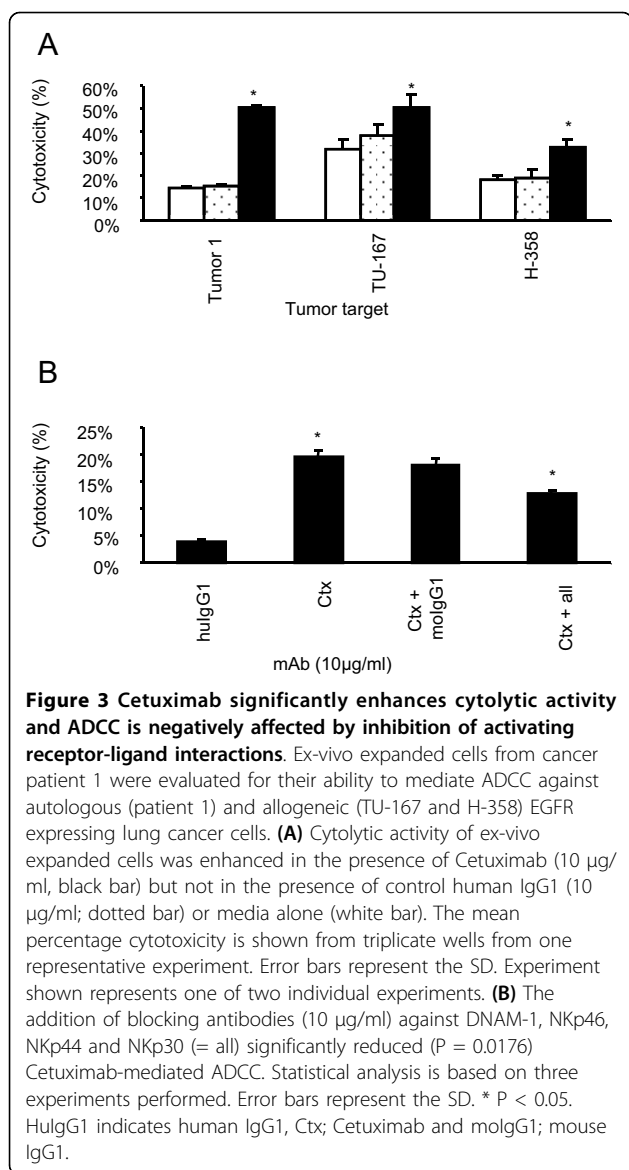 A
Cytotoxicity (%)
60%
50%
40%
30%
20%
10%
0%
* * *
Tumor 1
TU-167
H-358
Tumor target
B
Cytotoxicity (%)
25%
20%
15%
10%
5%
0%
* *
huIgG1
Ctx
Ctx +
moIgG1
Ctx + all
mAb (10µg/ml)
Figure 3 Cetuximab significantly enhances cytolytic activity
and ADCC is negatively affected by inhibition of activating
receptor-ligand interactions. Ex-vivo expanded cells from cancer
patient 1 were evaluated for their ability to mediate ADCC against
autologous (patient 1) and allogeneic (TU-167 and H-358) EGFR
expressing lung cancer cells. (A) Cytolytic activity of ex-vivo
expanded cells was enhanced in the presence of Cetuximab (10 µg/
ml, black bar) but not in the presence of control human IgG1 (10
µg/ml; dotted bar) or media alone (white bar). The mean
percentage cytotoxicity is shown from triplicate wells from one
representative experiment. Error bars represent the SD. Experiment
shown represents one of two individual experiments. (B) The
addition of blocking antibodies (10 µg/ml) against DNAM-1, NKp46,
NKp44 and NKp30 (= all) significantly reduced (P = 0.0176)
Cetuximab-mediated ADCC. Statistical analysis is based on three
experiments performed. Error bars represent the SD. * P < 0.05.
HuIgG1 indicates human IgG1, Ctx; Cetuximab and moIgG1; mouse
IgG1.